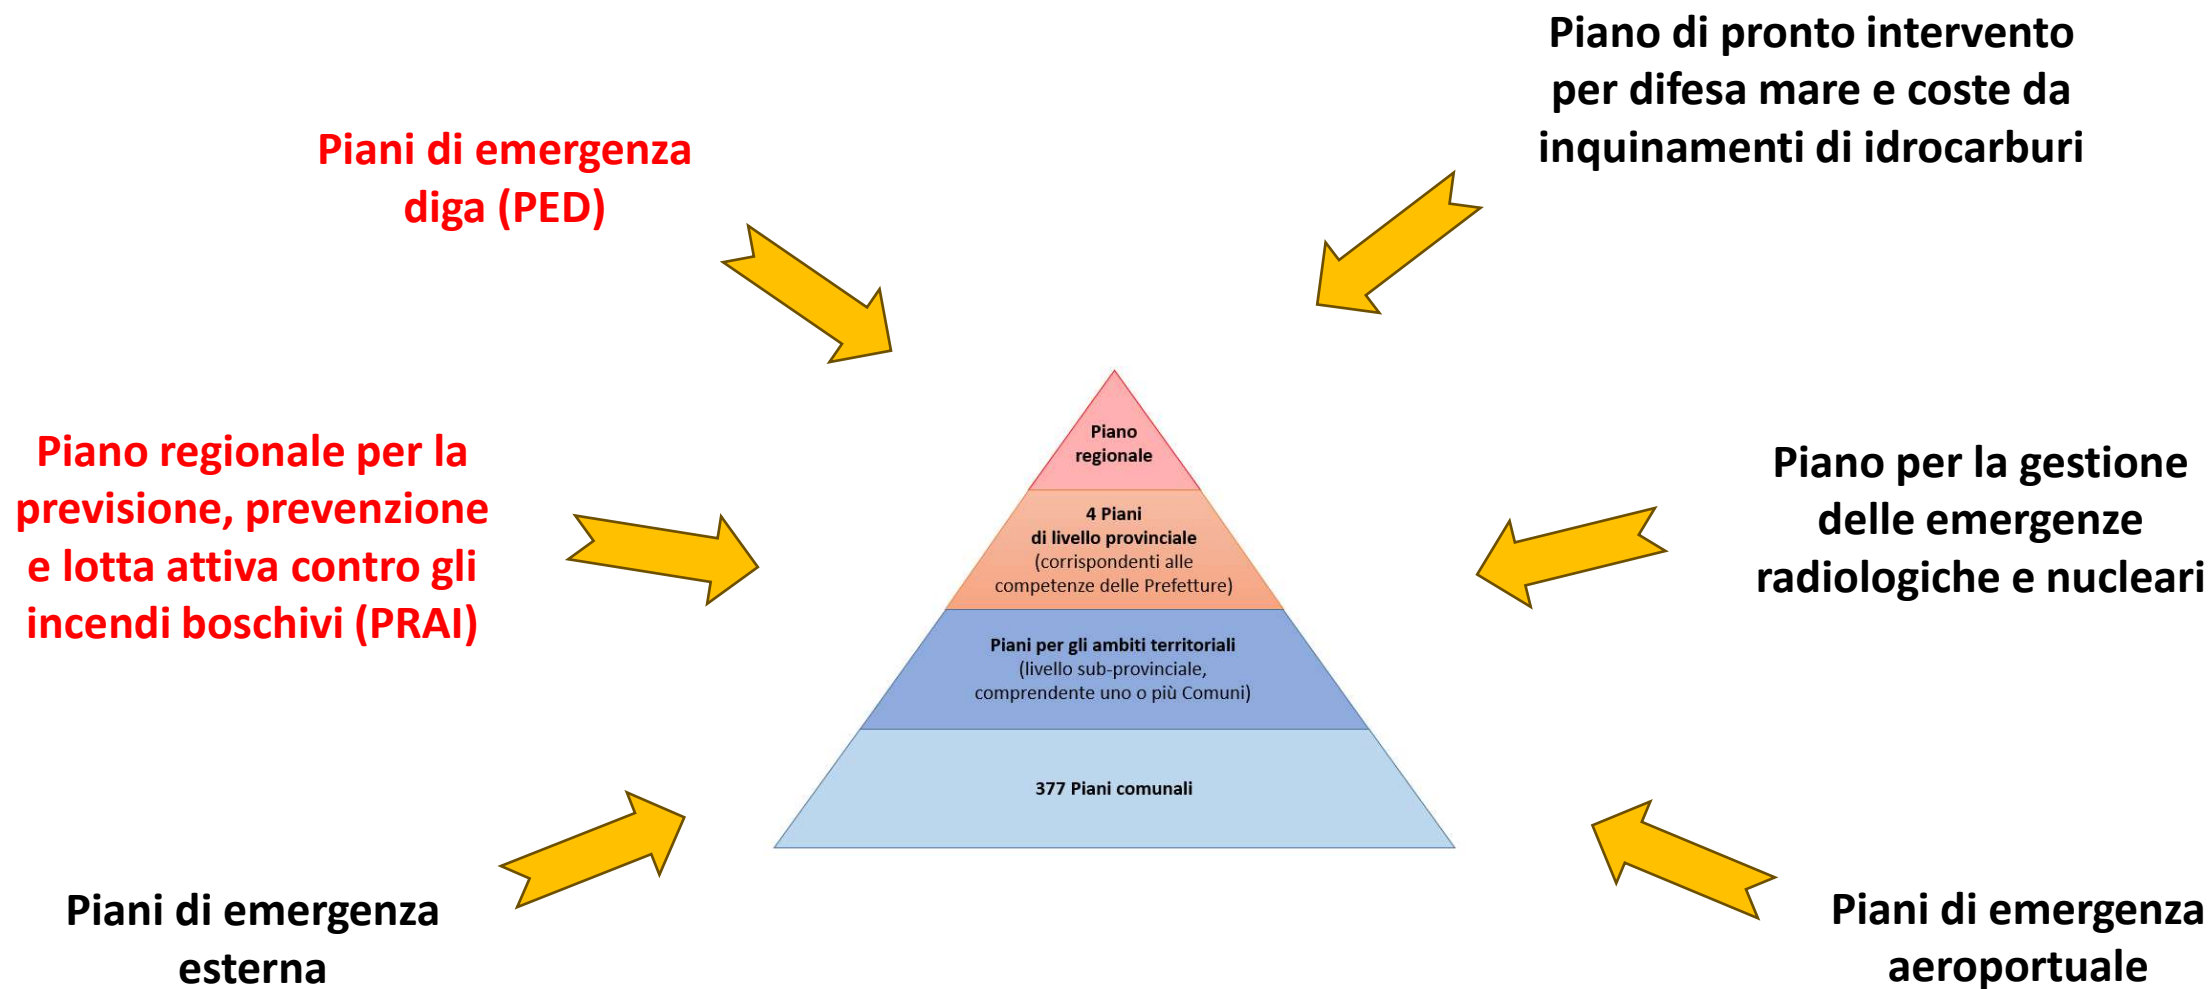 Piano di pronto intervento
per difesa mare e coste da
inquinamenti di idrocarburi
Piani di emergenza
diga (PED)
Piano regionale per la
previsione, prevenzione
e lotta attiva contro gli
incendi boschivi (PRAI)
Piano
regionale
4 Piani
di livello provinciale
(corrispondenti alle
competenze delle Prefetture)
Piani per gli ambiti territoriali
(livello sub-provinciale,
comprendente uno o più Comuni)
377 Piani comunali
Piano per la gestione
delle emergenze
radiologiche e nucleari
Piani di emergenza
esterna
Piani di emergenza
aeroportuale